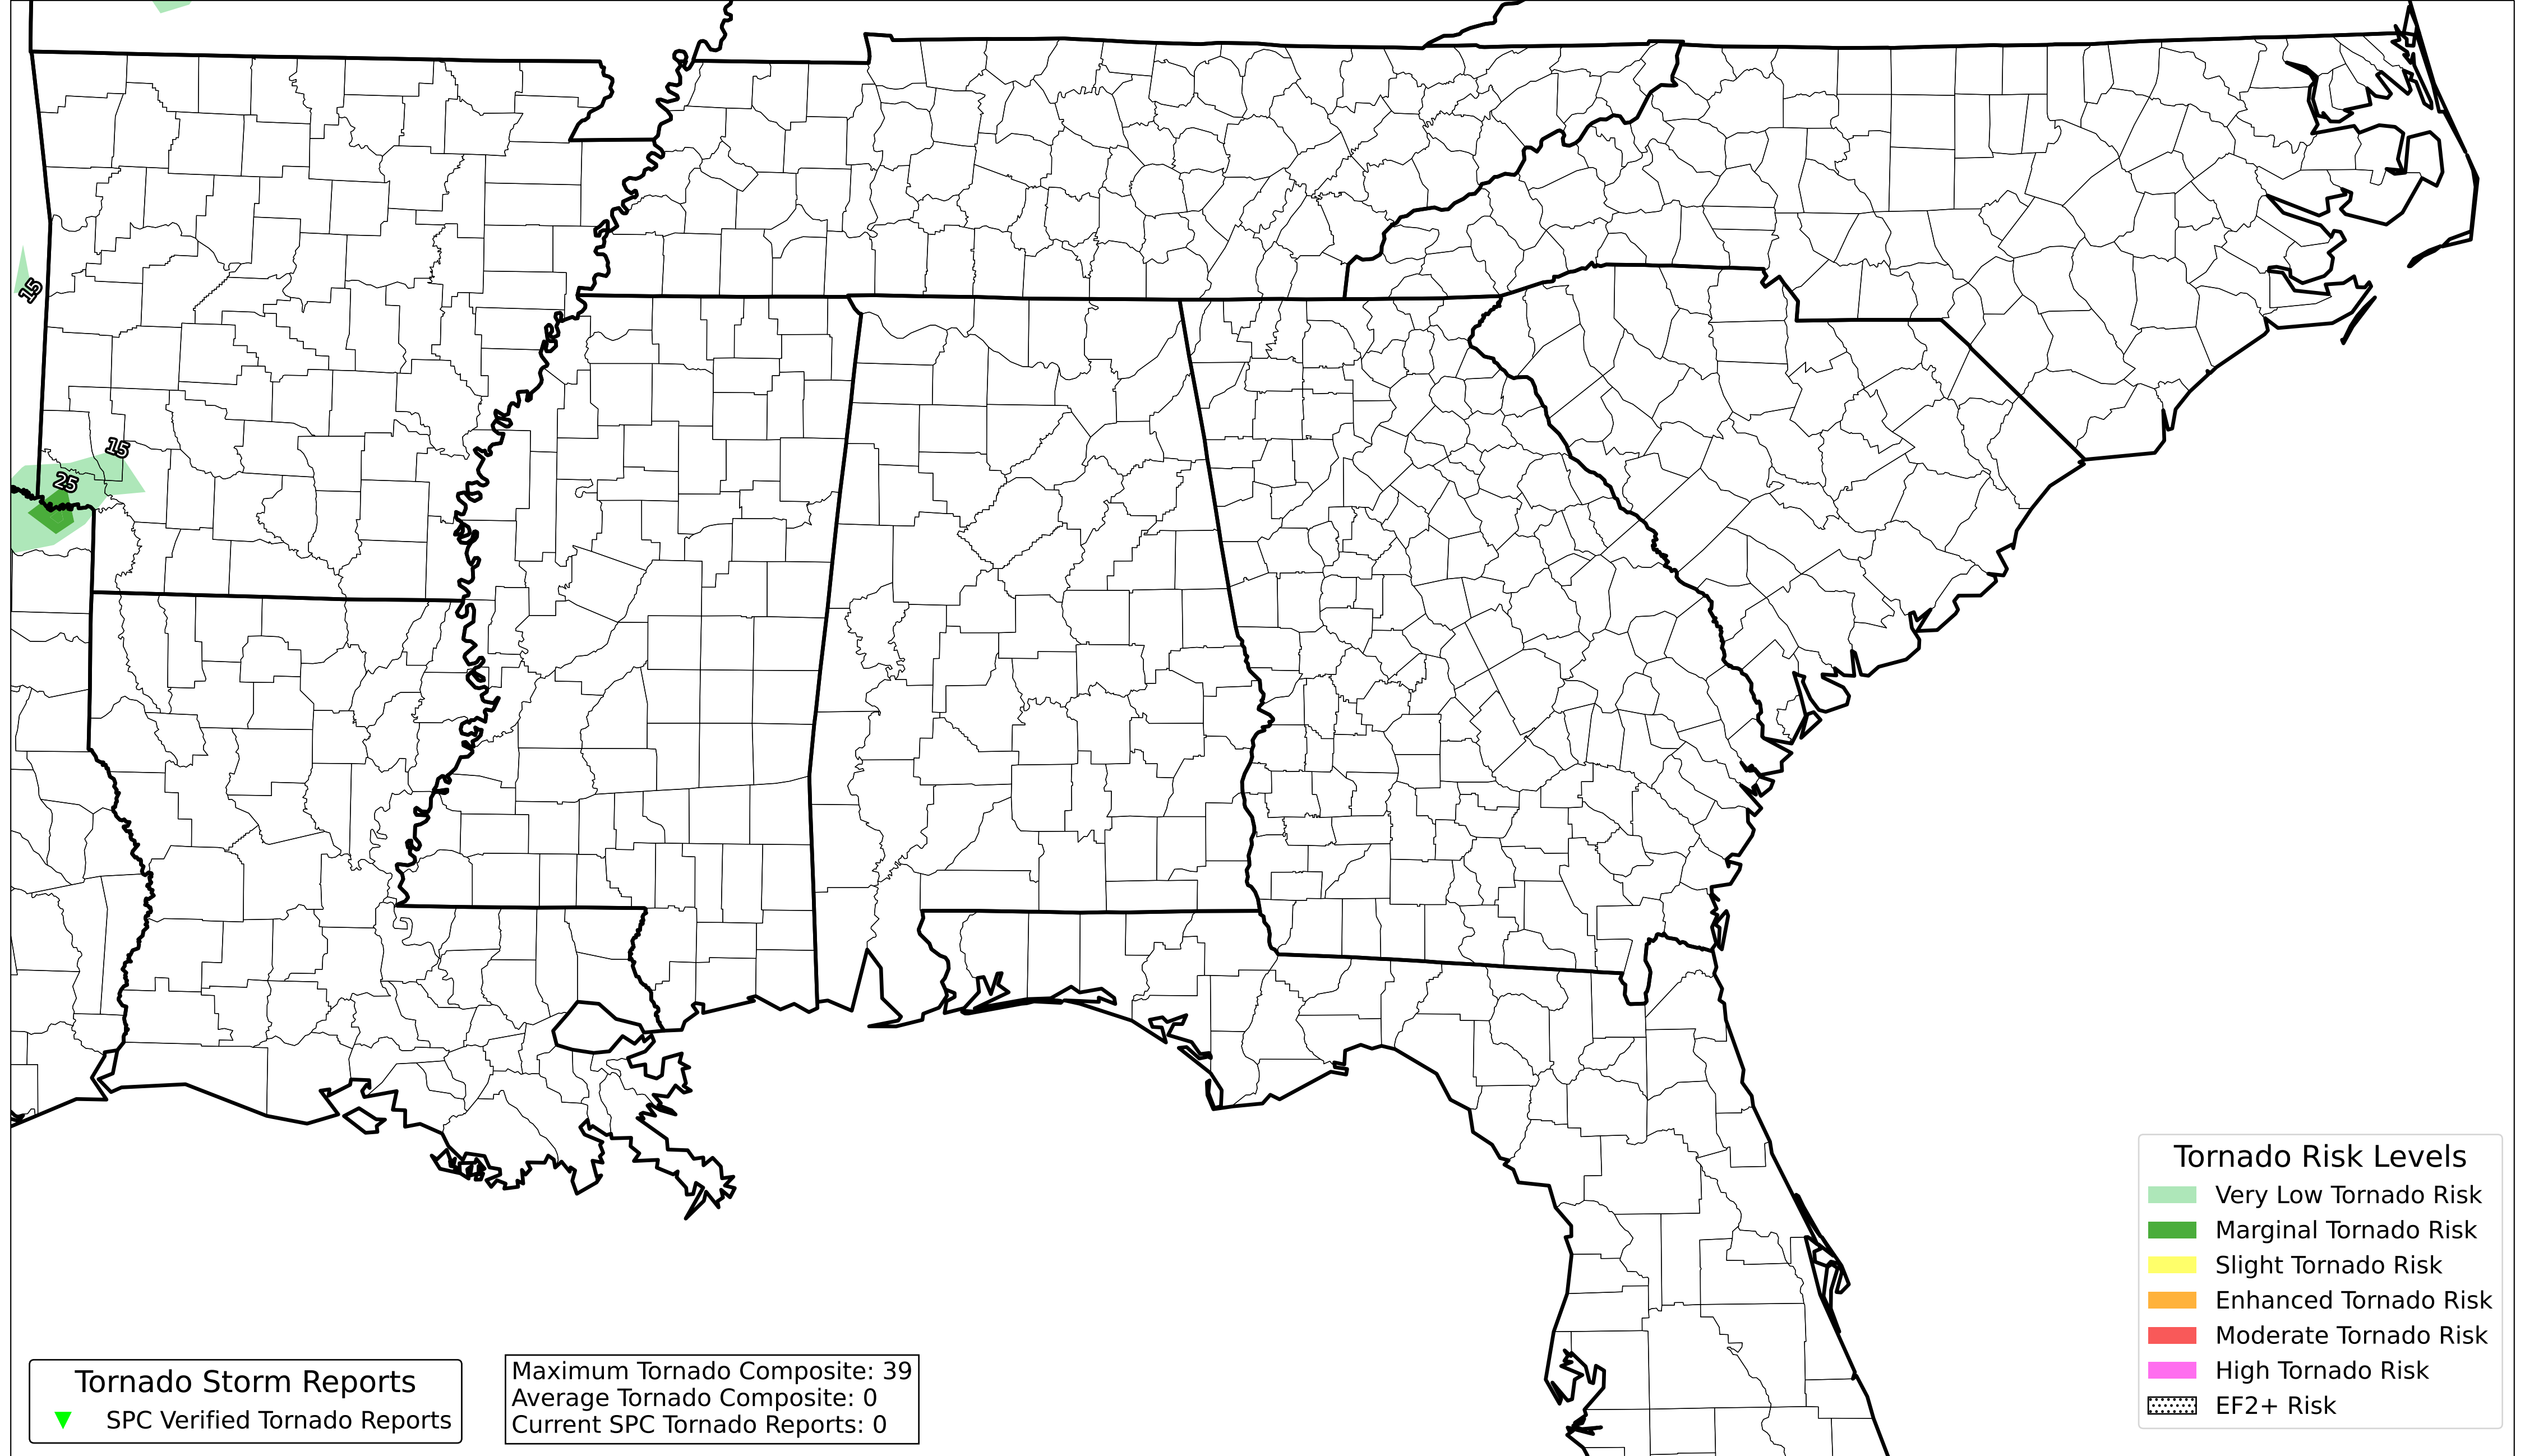 15
15
25
Tornado Risk Levels
Very Low Tornado Risk
Marginal Tornado Risk
Slight Tornado Risk
Enhanced Tornado Risk
Moderate Tornado Risk
High Tornado Risk
EF2+ Risk
Tornado Storm Reports
SPC Verified Tornado Reports
Maximum Tornado Composite: 39
Average Tornado Composite: 0
Current SPC Tornado Reports: 0